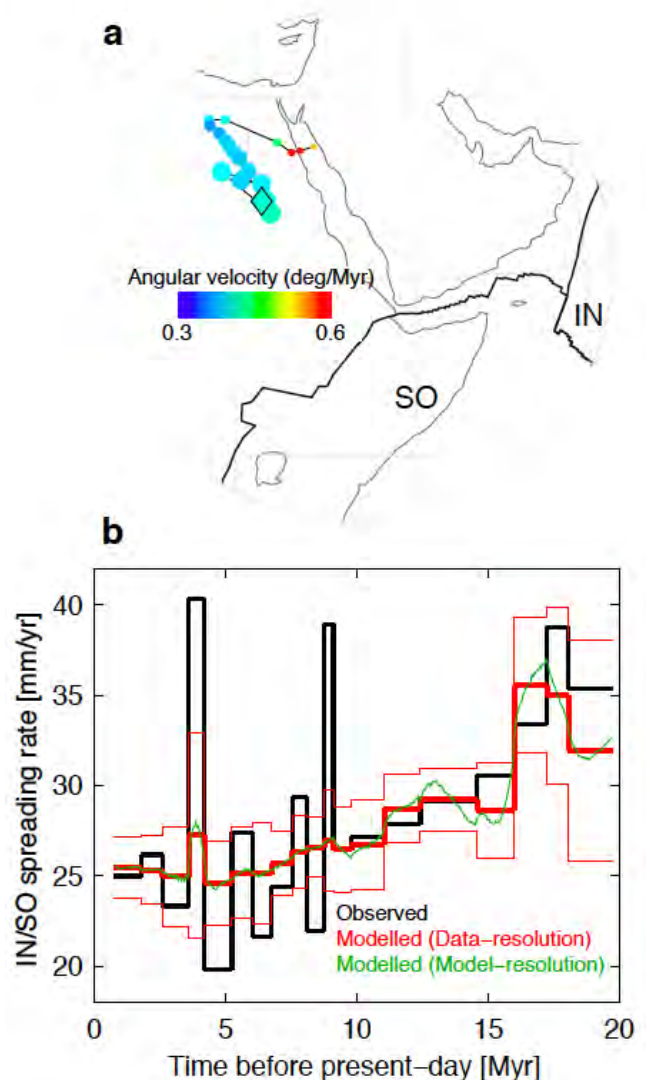 a
Angular velocity (deg/Myr)
0.3 0.6
IN
SO
b
IN/SO spreading rate [mm/yr]
40
35
30
25
20
Observed
Modelled (Data-resolution)
Modelled (Model-resolution)
0 5 10 15 20
Time before present-day [Myr]